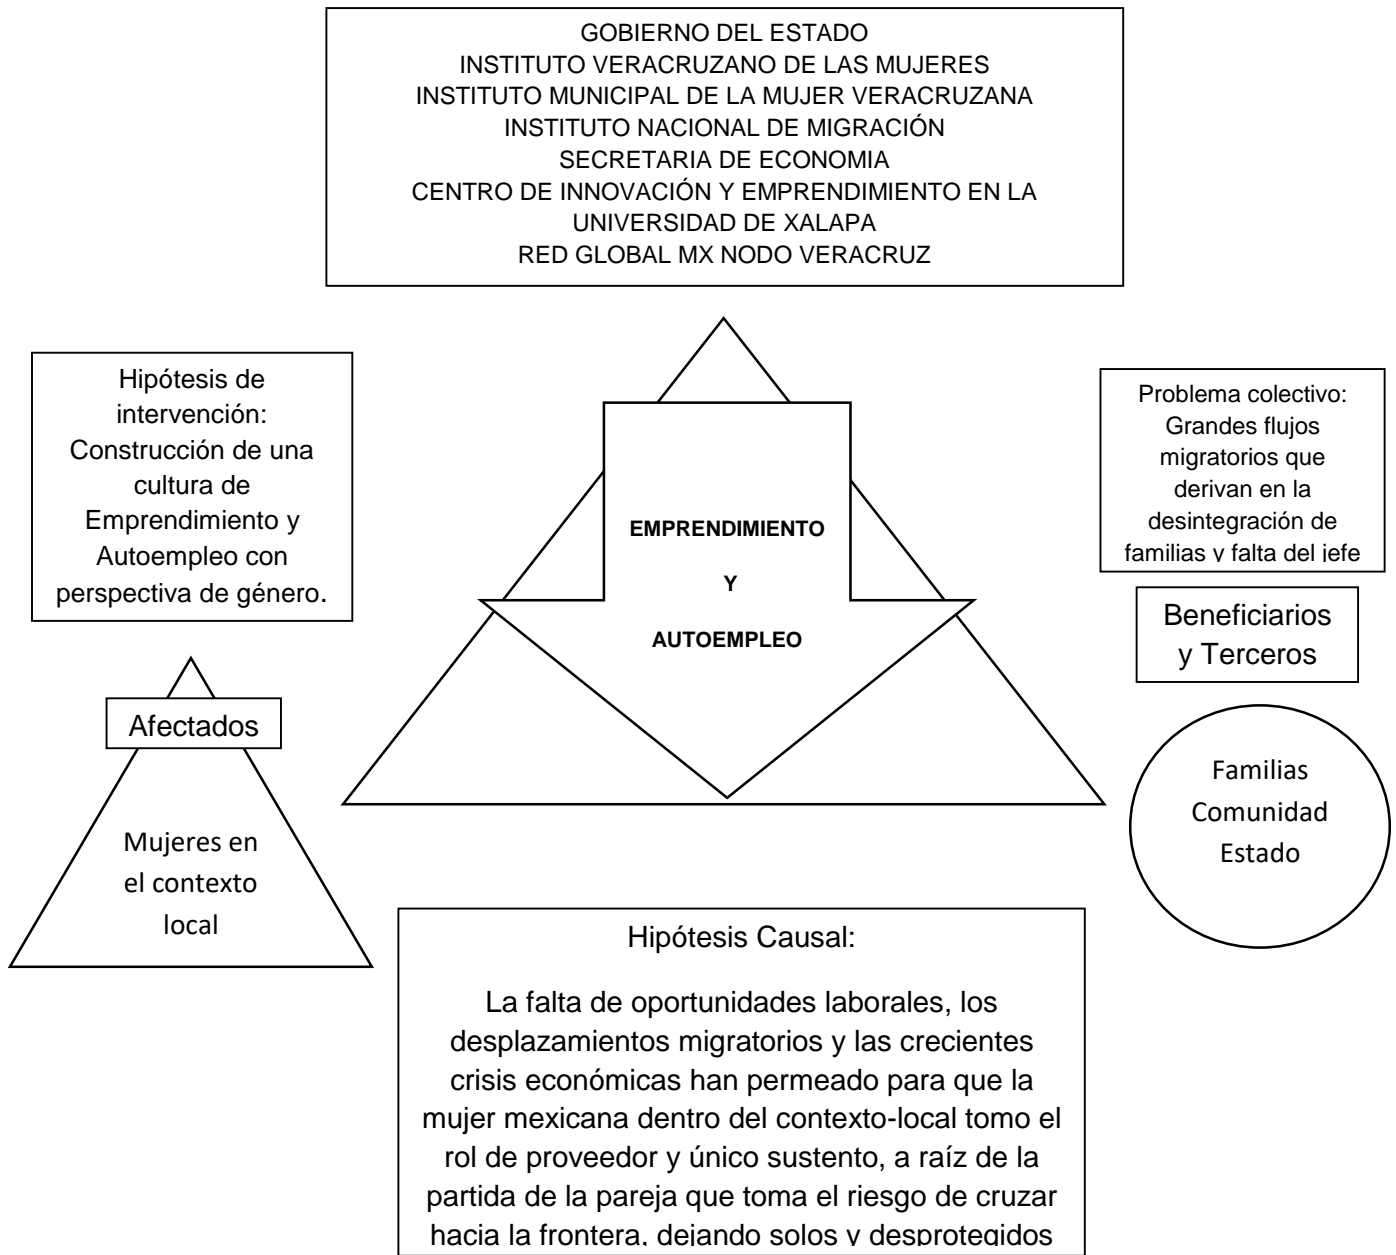 GOBIERNO DEL ESTADO
INSTITUTO VERACRUZANO DE LAS MUJERES
INSTITUTO MUNICIPAL DE LA MUJER VERACRUZANA
INSTITUTO NACIONAL DE MIGRACIÓN
SECRETARIA DE ECONOMIA
CENTRO DE INNOVACIÓN Y EMPRENDIMIENTO EN LA
UNIVERSIDAD DE XALAPA
RED GLOBAL MX NODO VERACRUZ
Hipótesis de
intervención:
Construcción de una
cultura de
Emprendimiento y
Autoempleo con
perspectiva de género.
EMPRENDIMIENTO
Y
AUTOEMPLEO
Problema colectivo:
Grandes flujos
migratorios que
derivan en la
desintegración de
familias y falta del jefe
Beneficiarios
y Terceros
Afectados
Mujeres en
el contexto
local
Familias
Comunidad
Estado
Hipótesis Causal:
La falta de oportunidades laborales, los
desplazamientos migratorios y las crecientes
crisis económicas han permeado para que la
mujer mexicana dentro del contexto-local tomo el
rol de proveedor y único sustento, a raíz de la
partida de la pareja que toma el riesgo de cruzar
hacia la frontera, dejando solos y desprotegidos